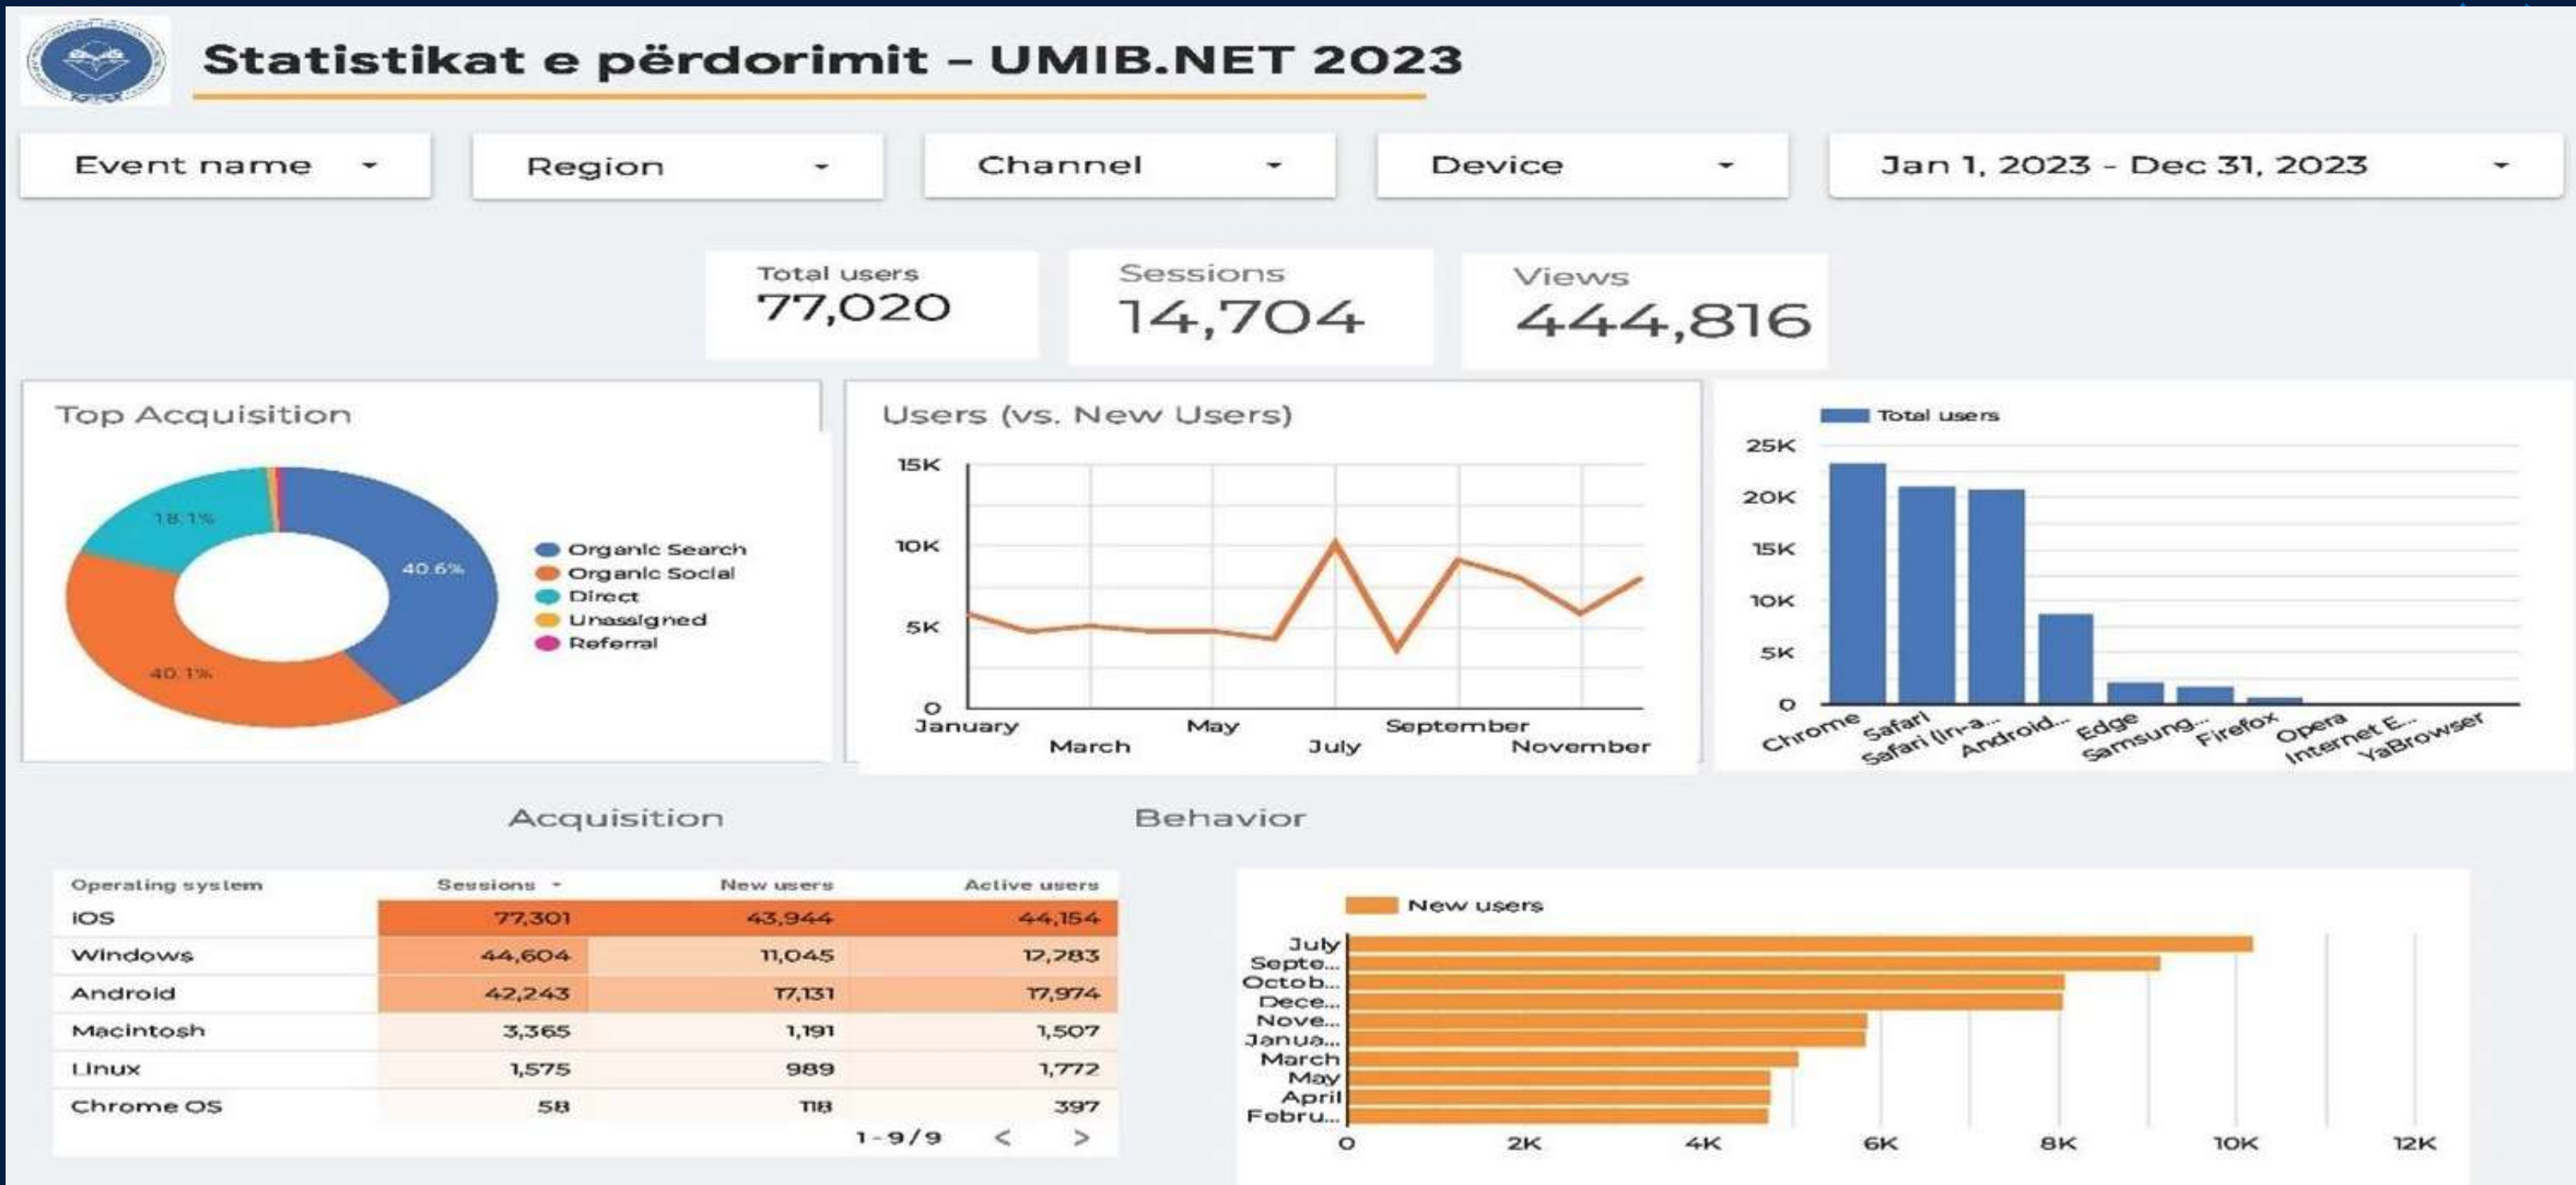 Statistikat e përdorimit – UMIB.NET 2023
Event name
Region
Channel
Device
Jan 1, 2023 - Dec 31, 2023
Total users
77,020
Sessions
14,704
Views
444,816
Top Acquisition
18.1%
40.6%
40.1%
Organic Search
Organic Social
Direct
Unassigned
Referral
Users (vs. New Users)
15K
10K
5K
0
January
March
May
July
September
November
Total users
25K
20K
15K
10K
5K
0
Chrome
Safari
Safari (in-a...
Android...
Edge
Samsung...
Firefox
Opera
Internet E...
YaBrowser
Acquisition
Behavior
Operating system Sessions New users Active users
iOS 77,301 43,944 44,154
Windows 44,604 11,045 12,283
Android 42,243 17,131 17,974
Macintosh 3,365 1,191 1,507
Linux 1,575 989 1,772
Chrome OS 58 118 397
1-9/9 < >
New users
July
Septe...
Octob...
Dece...
Nove...
Janua...
March
May
April
Febru...
0 2K 4K 6K 8K 10K 12K